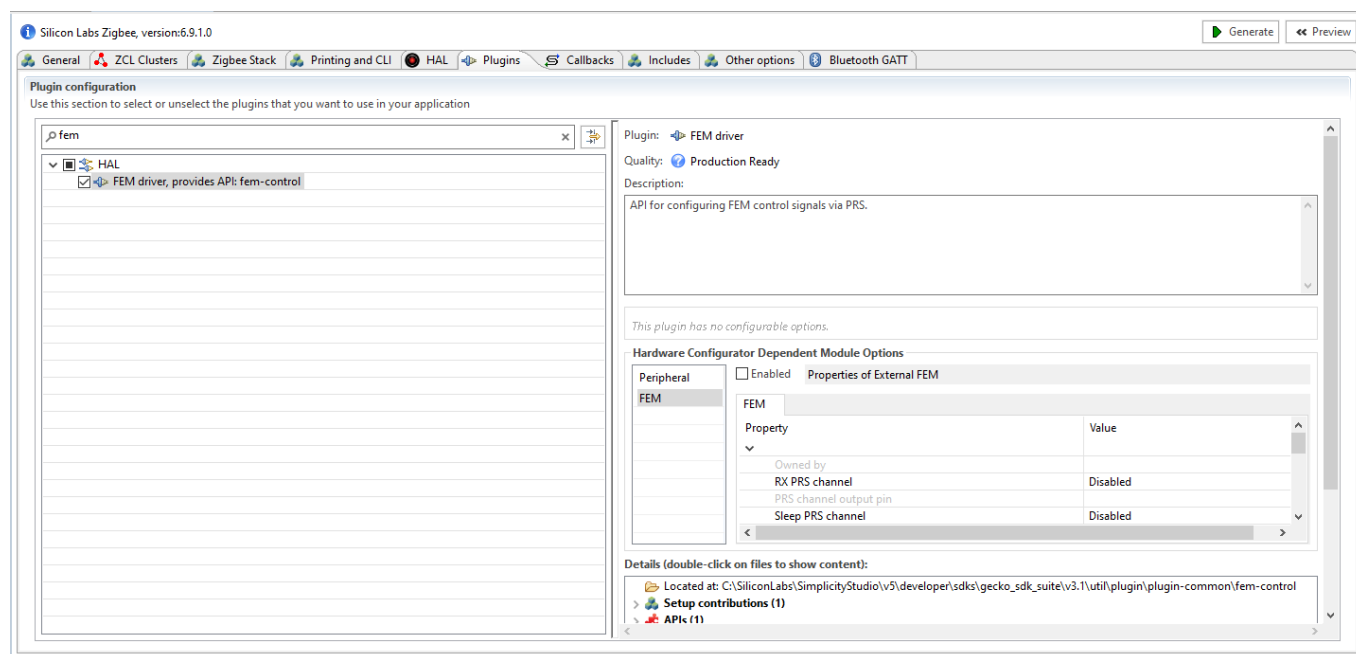 Silicon Labs Zigbee, version:6.9.1.0
Generate
Preview
General ZCL Clusters Zigbee Stack Printing and CLI HAL Plugins Callbacks Includes Other options Bluetooth GATT
Plugin configuration
Use this section to select or unselect the plugins that you want to use in your application
fem
HAL
FEM driver, provides API: fem-control
Plugin: FEM driver
Quality: Production Ready
Description:
API for configuring FEM control signals via PRS.
This plugin has no configurable options.
Hardware Configurator Dependent Module Options
Peripheral
FEM
Enabled Properties of External FEM
FEM
Property Value
Owned by
RX PRS channel Disabled
PRS channel output pin
Sleep PRS channel Disabled
Details (double-click on files to show content):
Located at: C:\SiliconLabs\SimplicityStudio\v5\developer\sdks\gecko_sdk_suite\v3.1\util\plugin\plugin-common\fem-control
Setup contributions (1)
APIs (1)